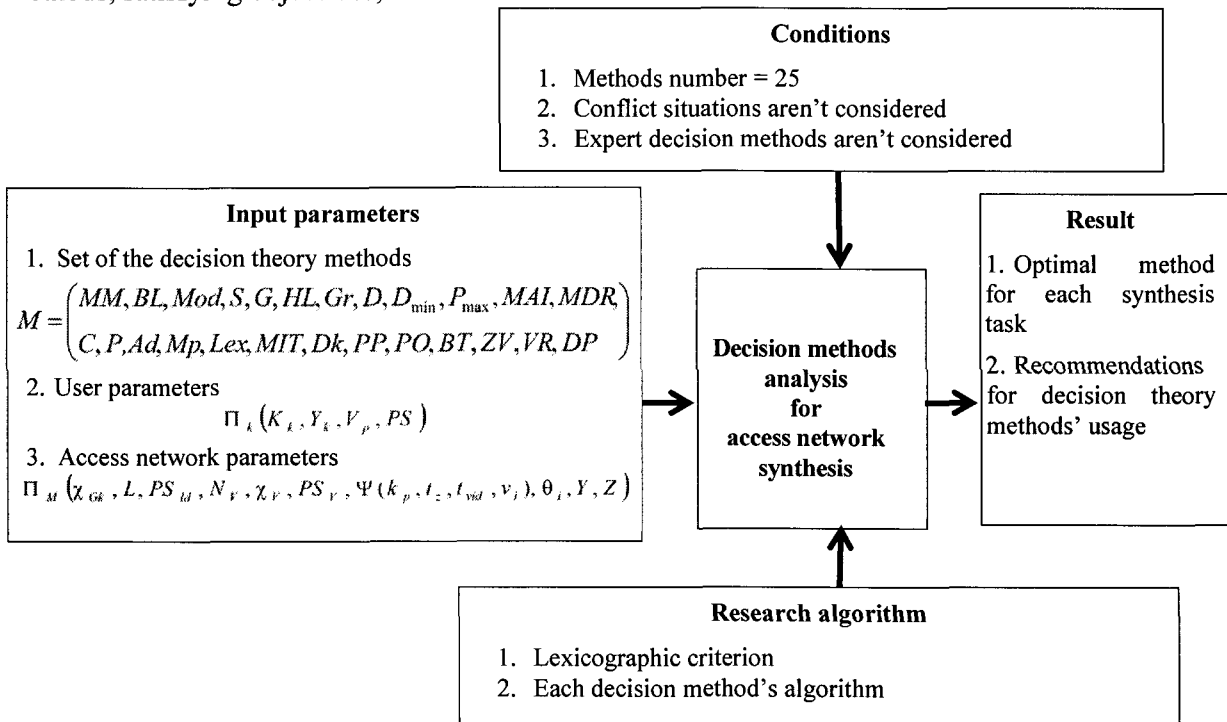 Conditions
1. Methods number = 25
2. Conflict situations aren't considered
3. Expert decision methods aren't considered
Input parameters
1. Set of the decision theory methods
M = (MM, BL, Mod, S, G, HL, Gr, D, D_min, P_max, MAI, MDR,
C, P, Ad, Mp, Lex, MIT, Dk, PP, PO, BT, ZV, VR, DP)
2. User parameters
Π_k (K_k, Y_k, V_p, PS)
3. Access network parameters
Π_M (χ_Gk, L, PS_ld, N_V, χ_V, PS_V, Ψ(k_p, t_z, t_vid, v_i), θ_i, Y, Z)
Decision methods
analysis
for
access network
synthesis
Result
1. Optimal method
for each synthesis
task
2. Recommendations
for decision theory
methods' usage
Research algorithm
1. Lexicographic criterion
2. Each decision method's algorithm